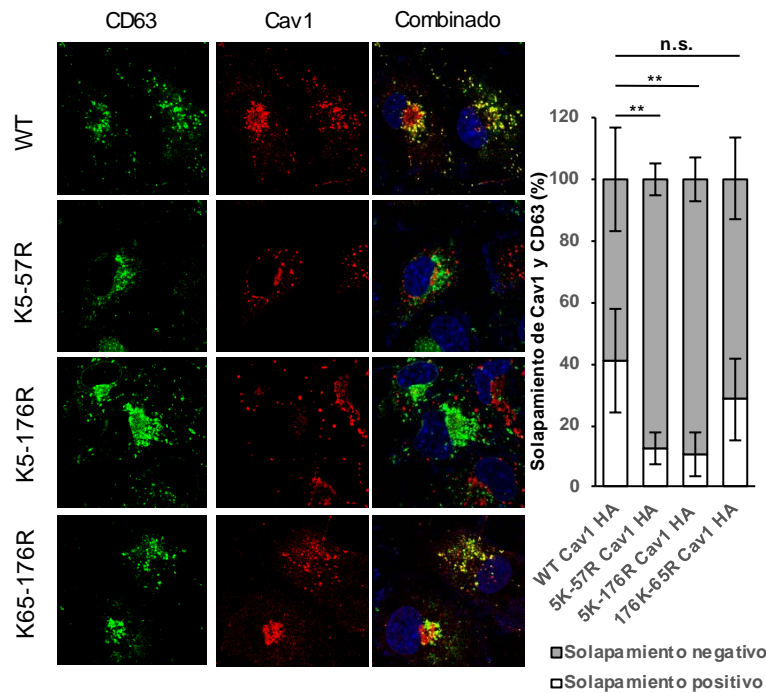 CD63 Cav1 Combinado
WT
K5-57R
K5-176R
K65-176R
n.s.
**
**
Solapamiento de Cav1 y CD63 (%)
120
100
80
60
40
20
0
WT Cav1 HA
5K-57R Cav1 HA
5K-176R Cav1 HA
176K-65R Cav1 HA
Solapamiento negativo
Solapamiento positivo